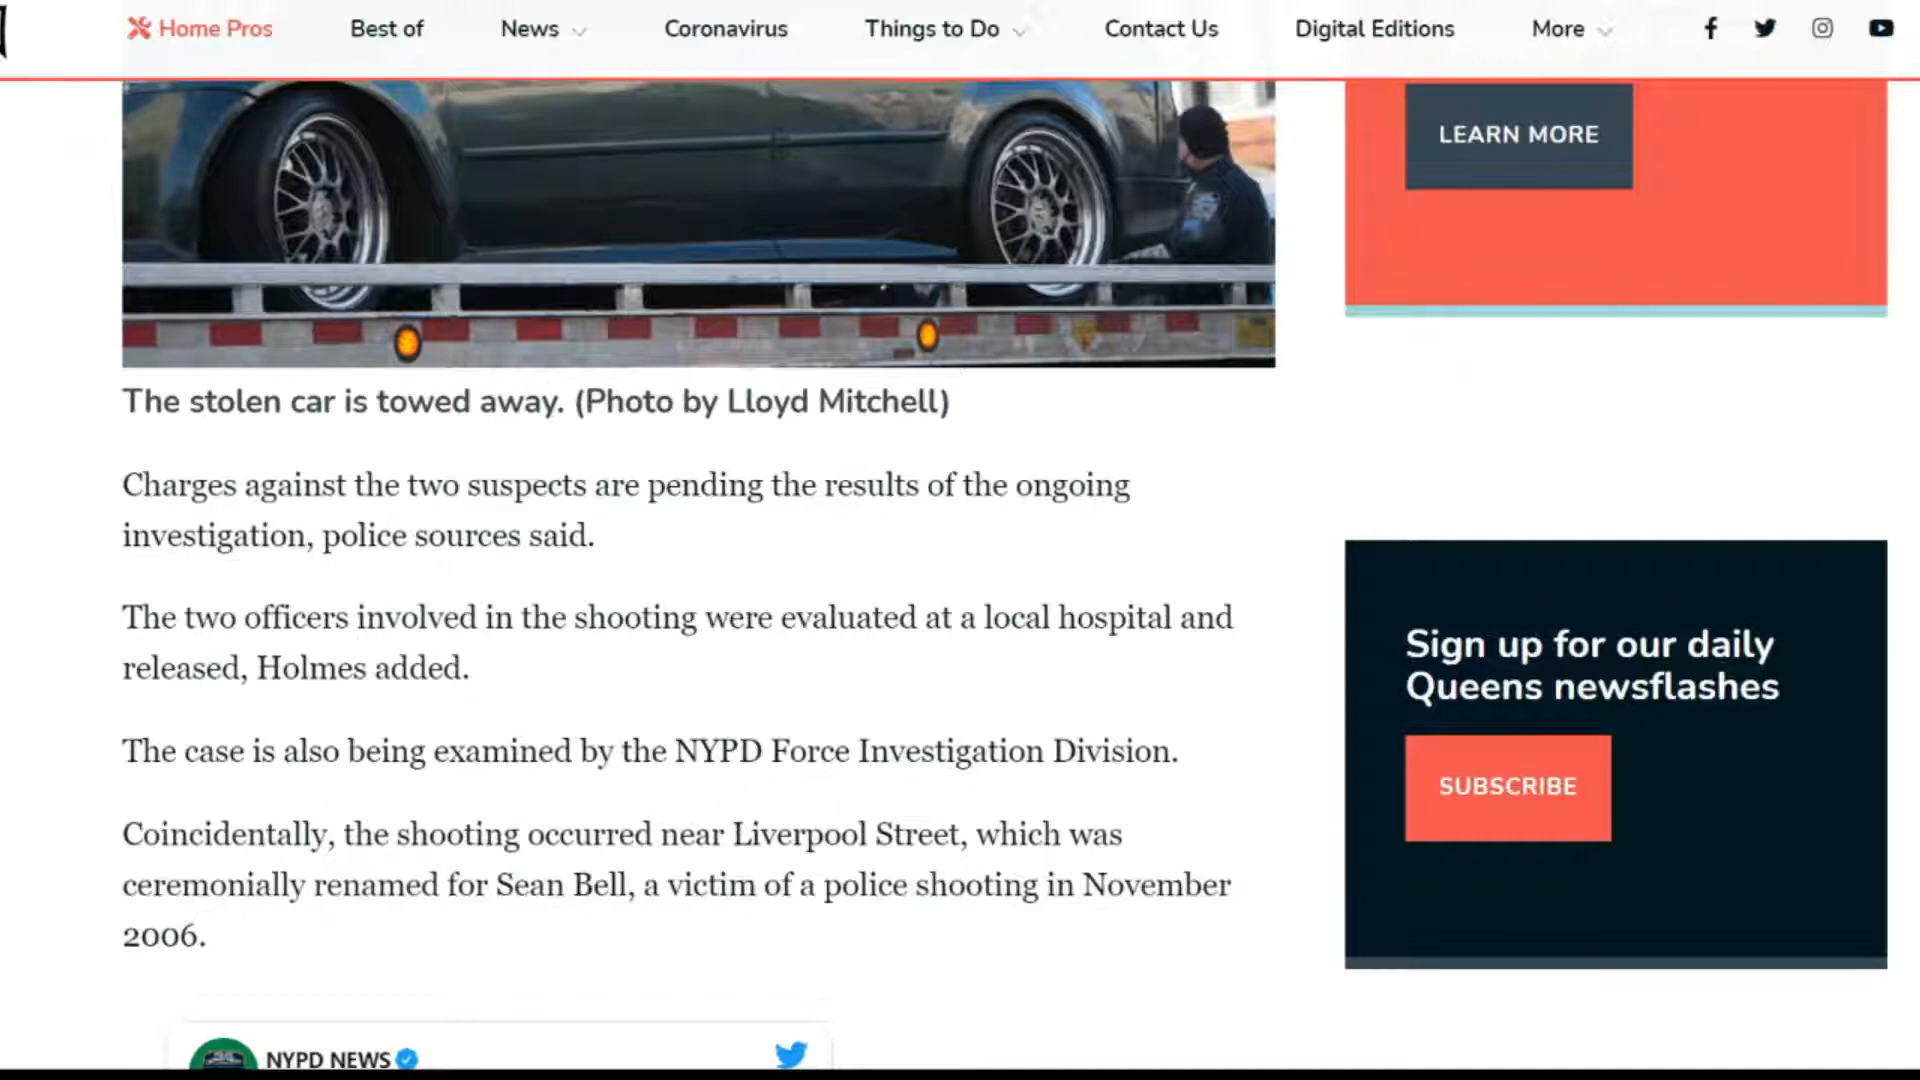 Home Pros
Best of
News
Coronavirus
Things to Do
Contact Us
Digital Editions
More
LEARN MORE
The stolen car is towed away. (Photo by Lloyd Mitchell)
Charges against the two suspects are pending the results of the ongoing
investigation, police sources said.
The two officers involved in the shooting were evaluated at a local hospital and
released, Holmes added.
The case is also being examined by the NYPD Force Investigation Division.
Coincidentally, the shooting occurred near Liverpool Street, which was
ceremonially renamed for Sean Bell, a victim of a police shooting in November
2006.
Sign up for our daily
Queens newsflashes
SUBSCRIBE
NYPD NEWS